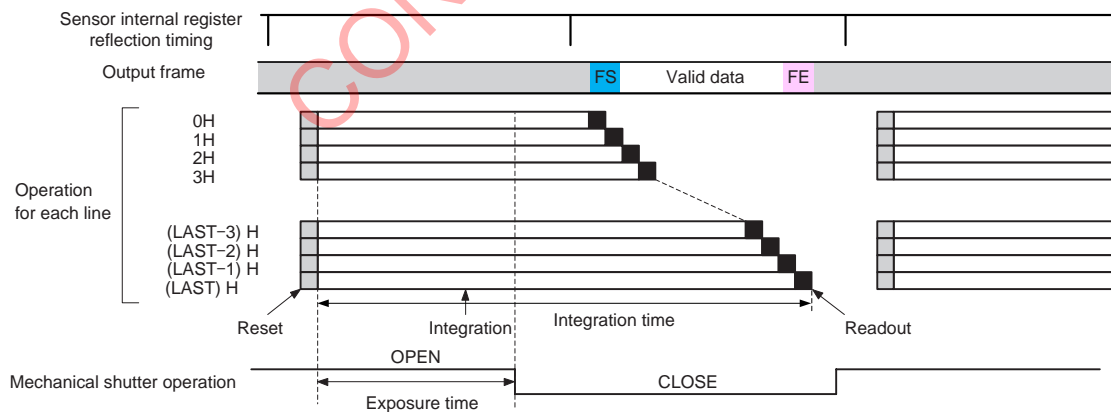 Sensor internal register
reflection timing
Output frame
FS
Valid data
FE
Operation
for each line
0H
1H
2H
3H
(LAST−3) H
(LAST−2) H
(LAST−1) H
(LAST) H
Reset
Integration
Integration time
Readout
Mechanical shutter operation
OPEN
CLOSE
Exposure time